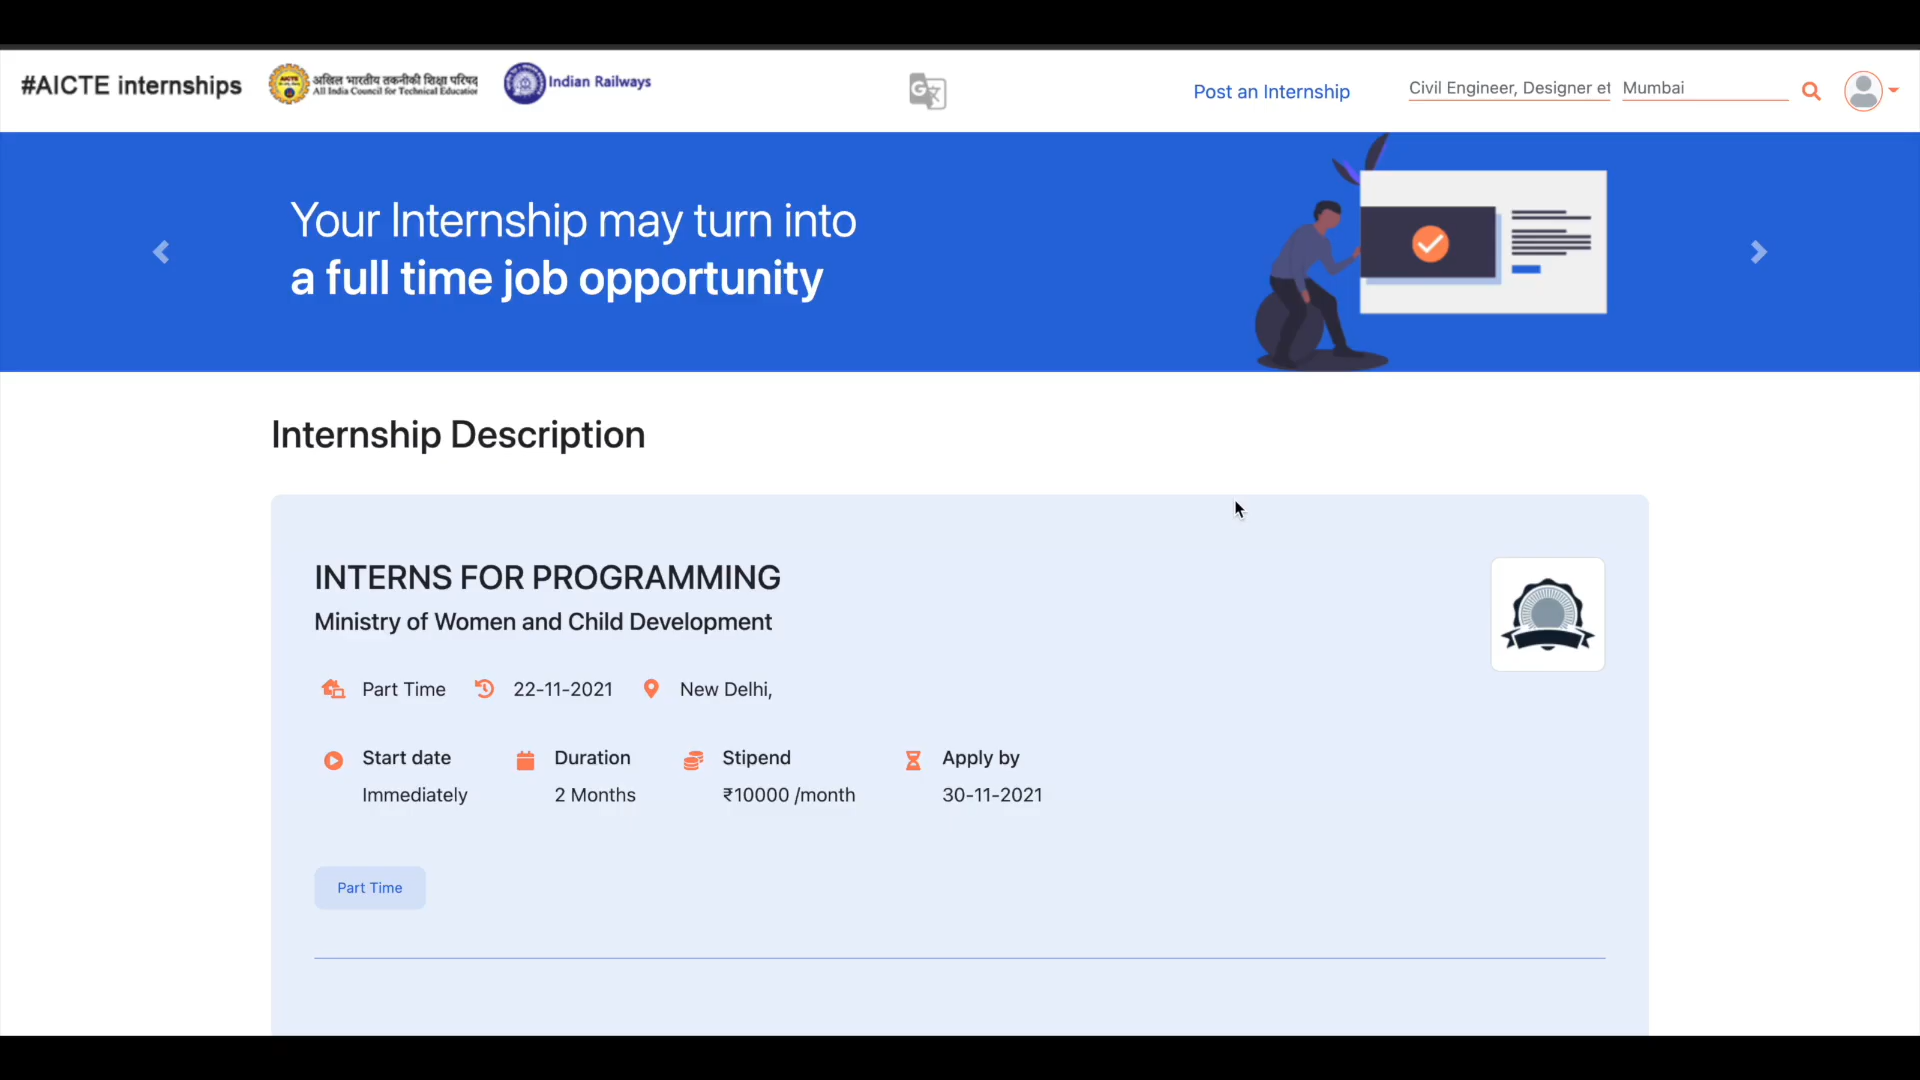 #AICTE internships
अखिल भारतीय तकनीकी शिक्षा परिषद
All India Council for Technical Education
Indian Railways
Post an Internship
Civil Engineer, Designer et
Mumbai
Your Internship may turn into
a full time job opportunity
Internship Description
INTERNS FOR PROGRAMMING
Ministry of Women and Child Development
Part Time
22-11-2021
New Delhi,
Start date
Duration
Stipend
Apply by
Immediately
2 Months
₹10000 /month
30-11-2021
Part Time